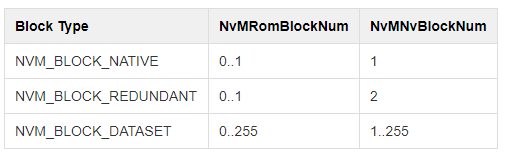 Block Type NvMRomBlockNum NvMNvBlockNum
NVM_BLOCK_NATIVE 0..1 1
NVM_BLOCK_REDUNDANT 0..1 2
NVM_BLOCK_DATASET 0..255 1..255